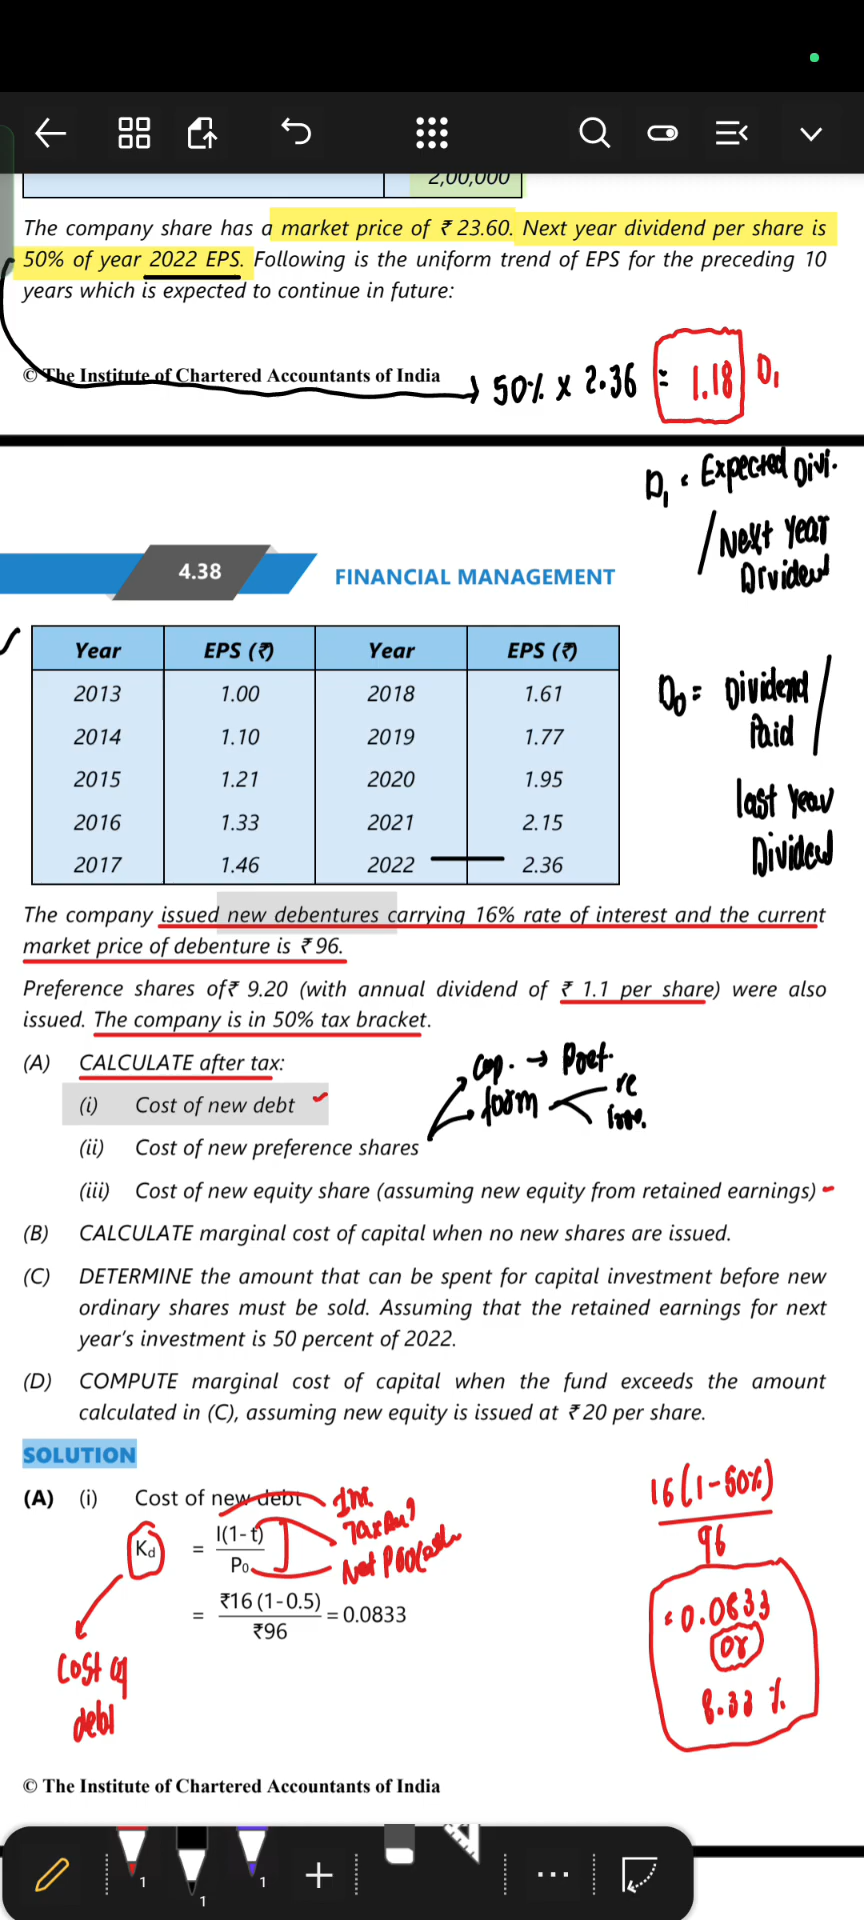 2,00,000
The company share has a market price of ₹ 23.60. Next year dividend per share is
50% of year 2022 EPS. Following is the uniform trend of EPS for the preceding 10
years which is expected to continue in future:
© The Institute of Chartered Accountants of India
50% x 2.36 = 1.18 D₁
D₁ = Expected Divi.
/ Next Year
Dividend
4.38 FINANCIAL MANAGEMENT
Year EPS (₹) Year EPS (₹)
2013 1.00 2018 1.61
2014 1.10 2019 1.77
2015 1.21 2020 1.95
2016 1.33 2021 2.15
2017 1.46 2022 2.36
D₀ = Dividend /
Paid
last Year
Dividend
The company issued new debentures carrying 16% rate of interest and the current
market price of debenture is ₹ 96.
Preference shares of₹ 9.20 (with annual dividend of ₹ 1.1 per share) were also
issued. The company is in 50% tax bracket.
(A) CALCULATE after tax:
(i) Cost of new debt
(ii) Cost of new preference shares
(iii) Cost of new equity share (assuming new equity from retained earnings)
Cap. → Pref.
form
re
irre.
(B) CALCULATE marginal cost of capital when no new shares are issued.
(C) DETERMINE the amount that can be spent for capital investment before new
ordinary shares must be sold. Assuming that the retained earnings for next
year's investment is 50 percent of 2022.
(D) COMPUTE marginal cost of capital when the fund exceeds the amount
calculated in (C), assuming new equity is issued at ₹ 20 per share.
SOLUTION
(A) (i) Cost of new debt
Int.
Kd = I(1-t)
P₀
Net
= ₹16 (1-0.5)
₹96
= 0.0833
Cost of
debt
16(1-50%)
96
= 0.0833
or
8.33 %
© The Institute of Chartered Accountants of India
1
1
1